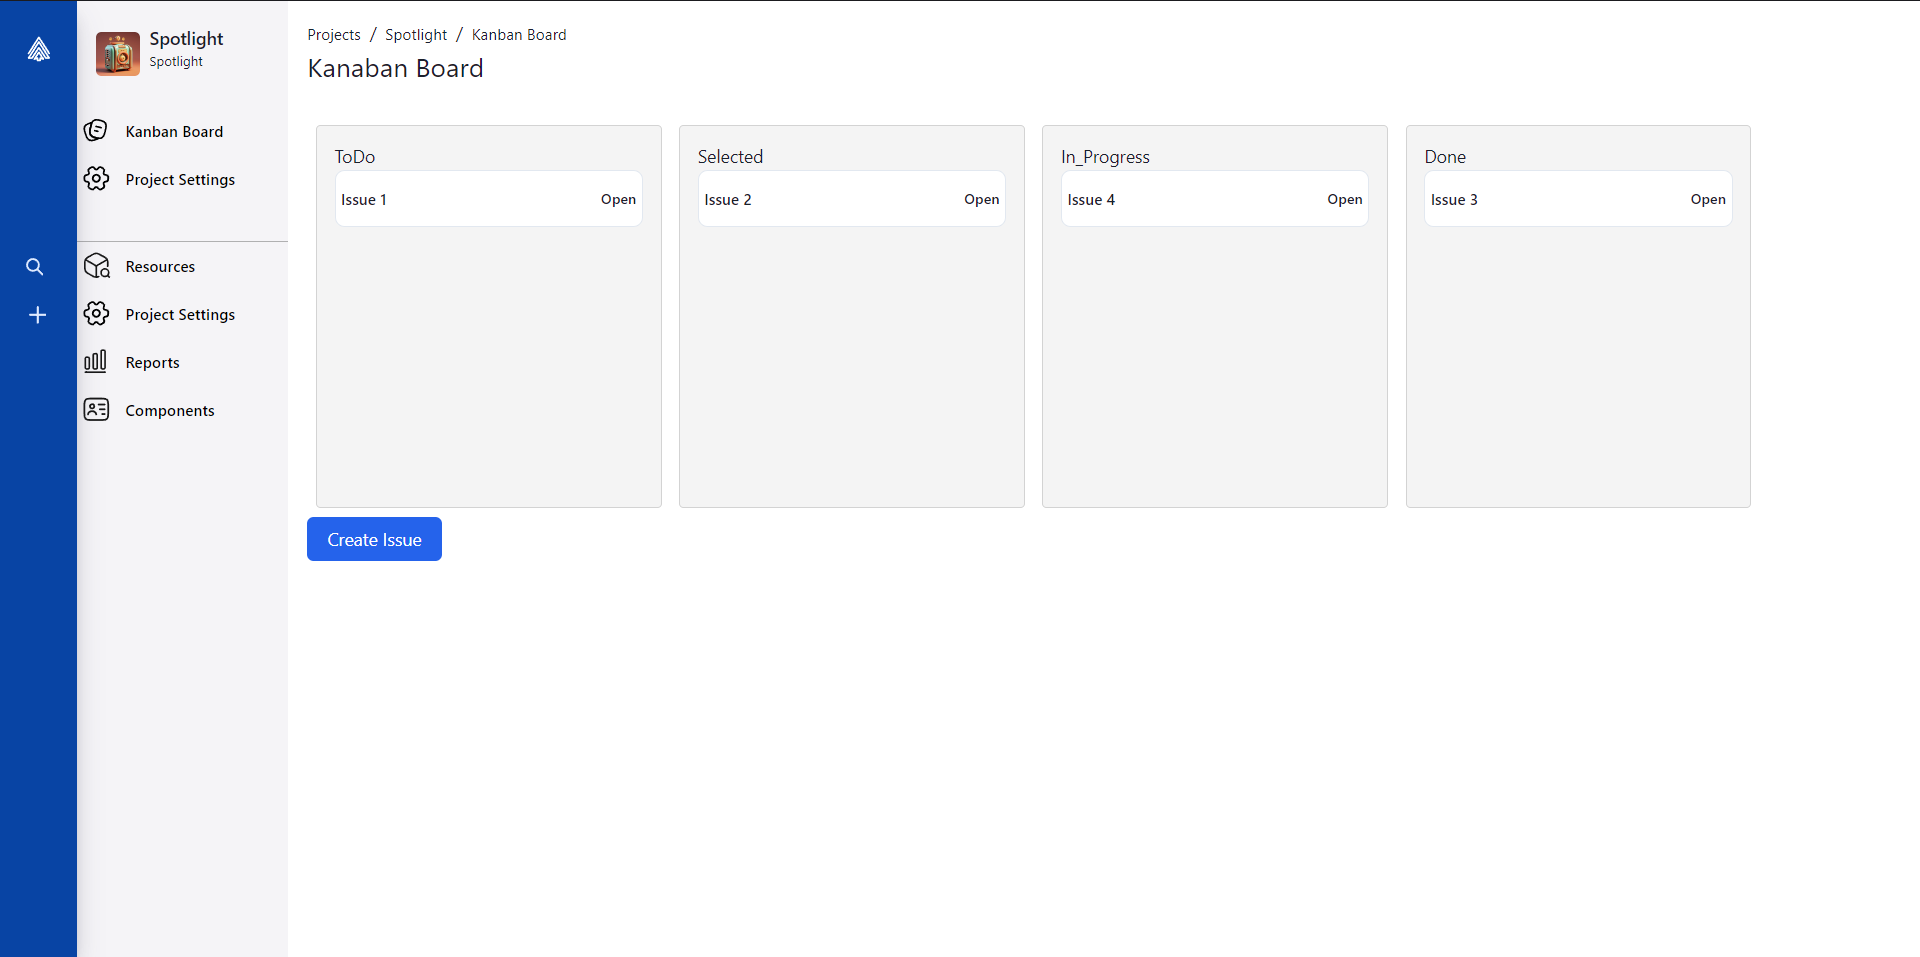 Spotlight
Spotlight
Kanban Board
Project Settings
Resources
Project Settings
Reports
Components
Projects / Spotlight / Kanban Board
Kanaban Board
ToDo
Issue 1 Open
Selected
Issue 2 Open
In_Progress
Issue 4 Open
Done
Issue 3 Open
Create Issue